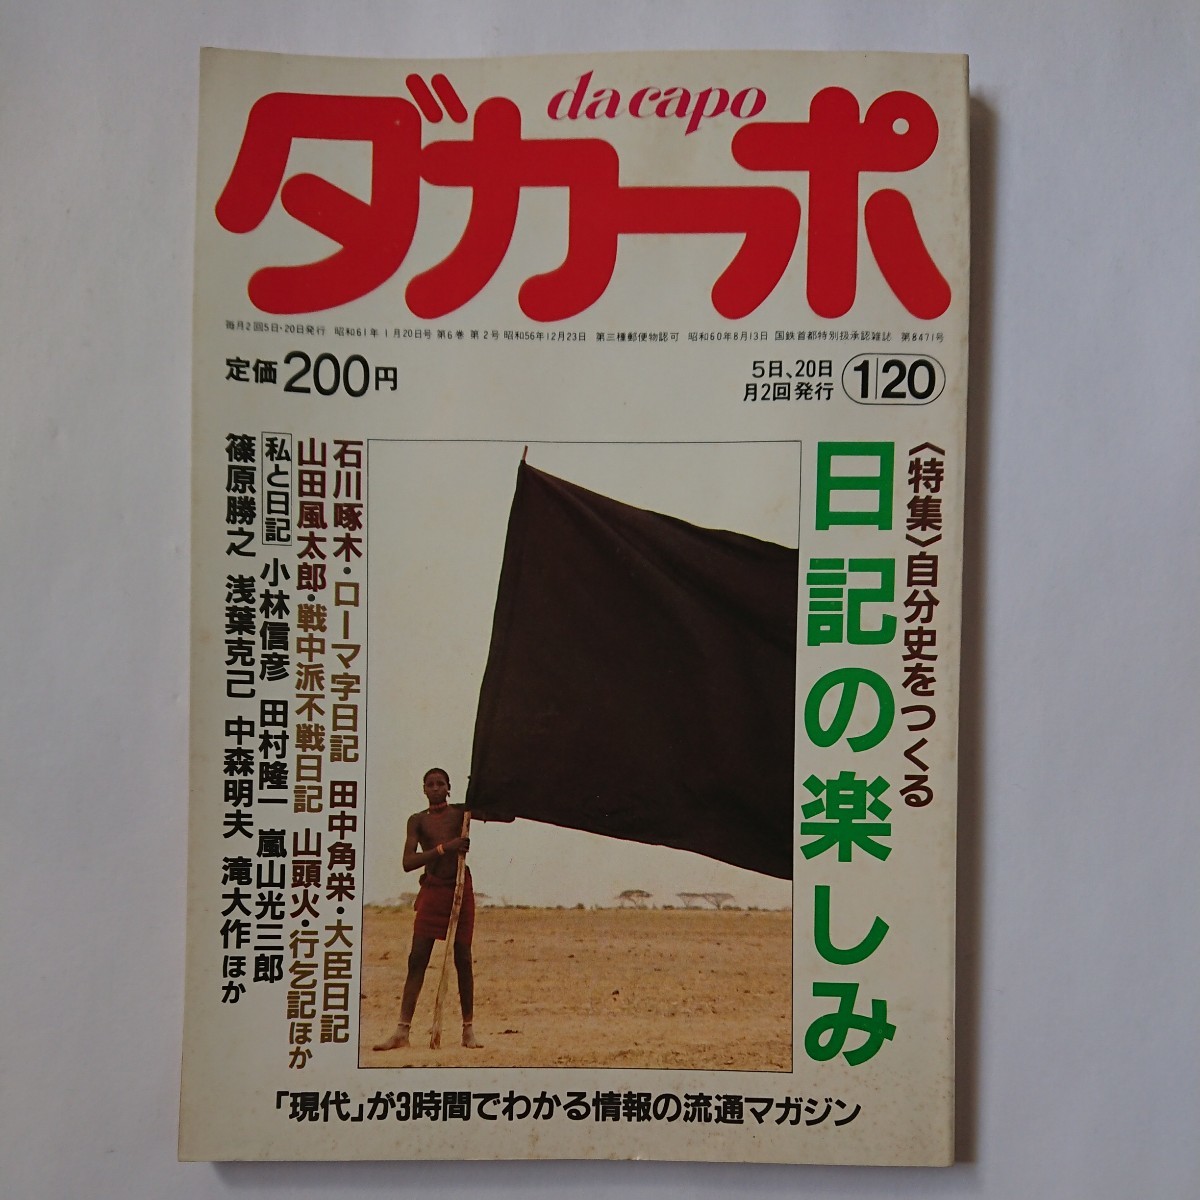 da capo
ダカーポ
毎月2回5日・20日発行 昭和61年1月20日号 第6巻 第2号 昭和56年12月23日 第三種郵便物認可 昭和60年8月13日 国鉄首都特別扱承認雑誌 第8471号
定価200円
5日、20日
月2回発行
1|20
〈特集〉自分史をつくる
日記の楽しみ
石川啄木・ローマ字日記 田中角栄・大臣日記
山田風太郎・戦中派不戦日記 山頭火・行乞記ほか
私と日記 小林信彦 田村隆一 嵐山光三郎
篠原勝之 浅葉克己 中森明夫 滝大作ほか
「現代」が3時間でわかる情報の流通マガジン